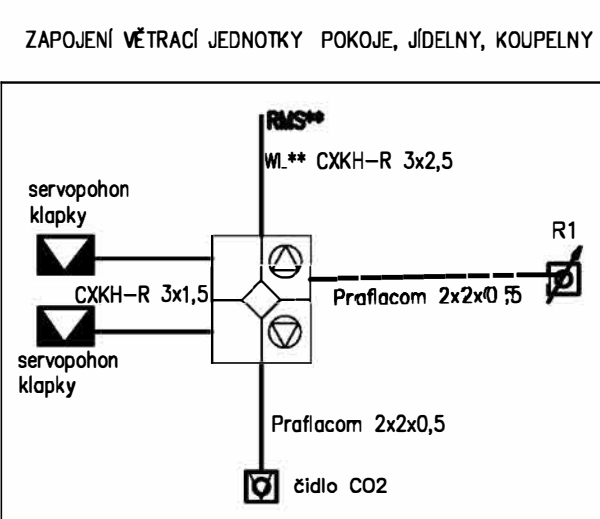 ZAPOJENÍ VĚTRACÍ JEDNOTKY POKOJE, JÍDELNY, KOUPELNY
RMS**
WL** CXKH-R 3x2,5
servopohon
klapky
R1
CXKH-R 3x1,5
Praflacom 2x2x0,5
servopohon
klapky
Praflacom 2x2x0,5
čidlo CO2